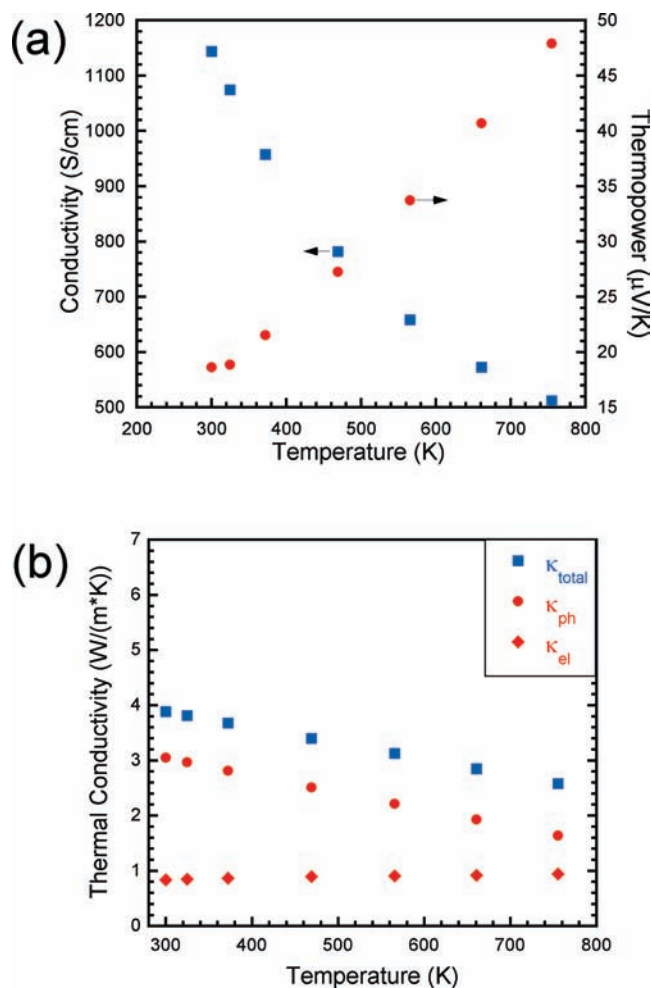 (a)
1200
1100
1000
900
800
700
600
500
Conductivity (S/cm)
50
45
40
35
30
25
20
15
Thermopower (μV/K)
200 300 400 500 600 700 800
Temperature (K)
(b)
7
6
5
4
3
2
1
0
Thermal Conductivity (W/(m*K))
κtotal
κph
κel
300 400 500 600 700 800
Temperature (K)